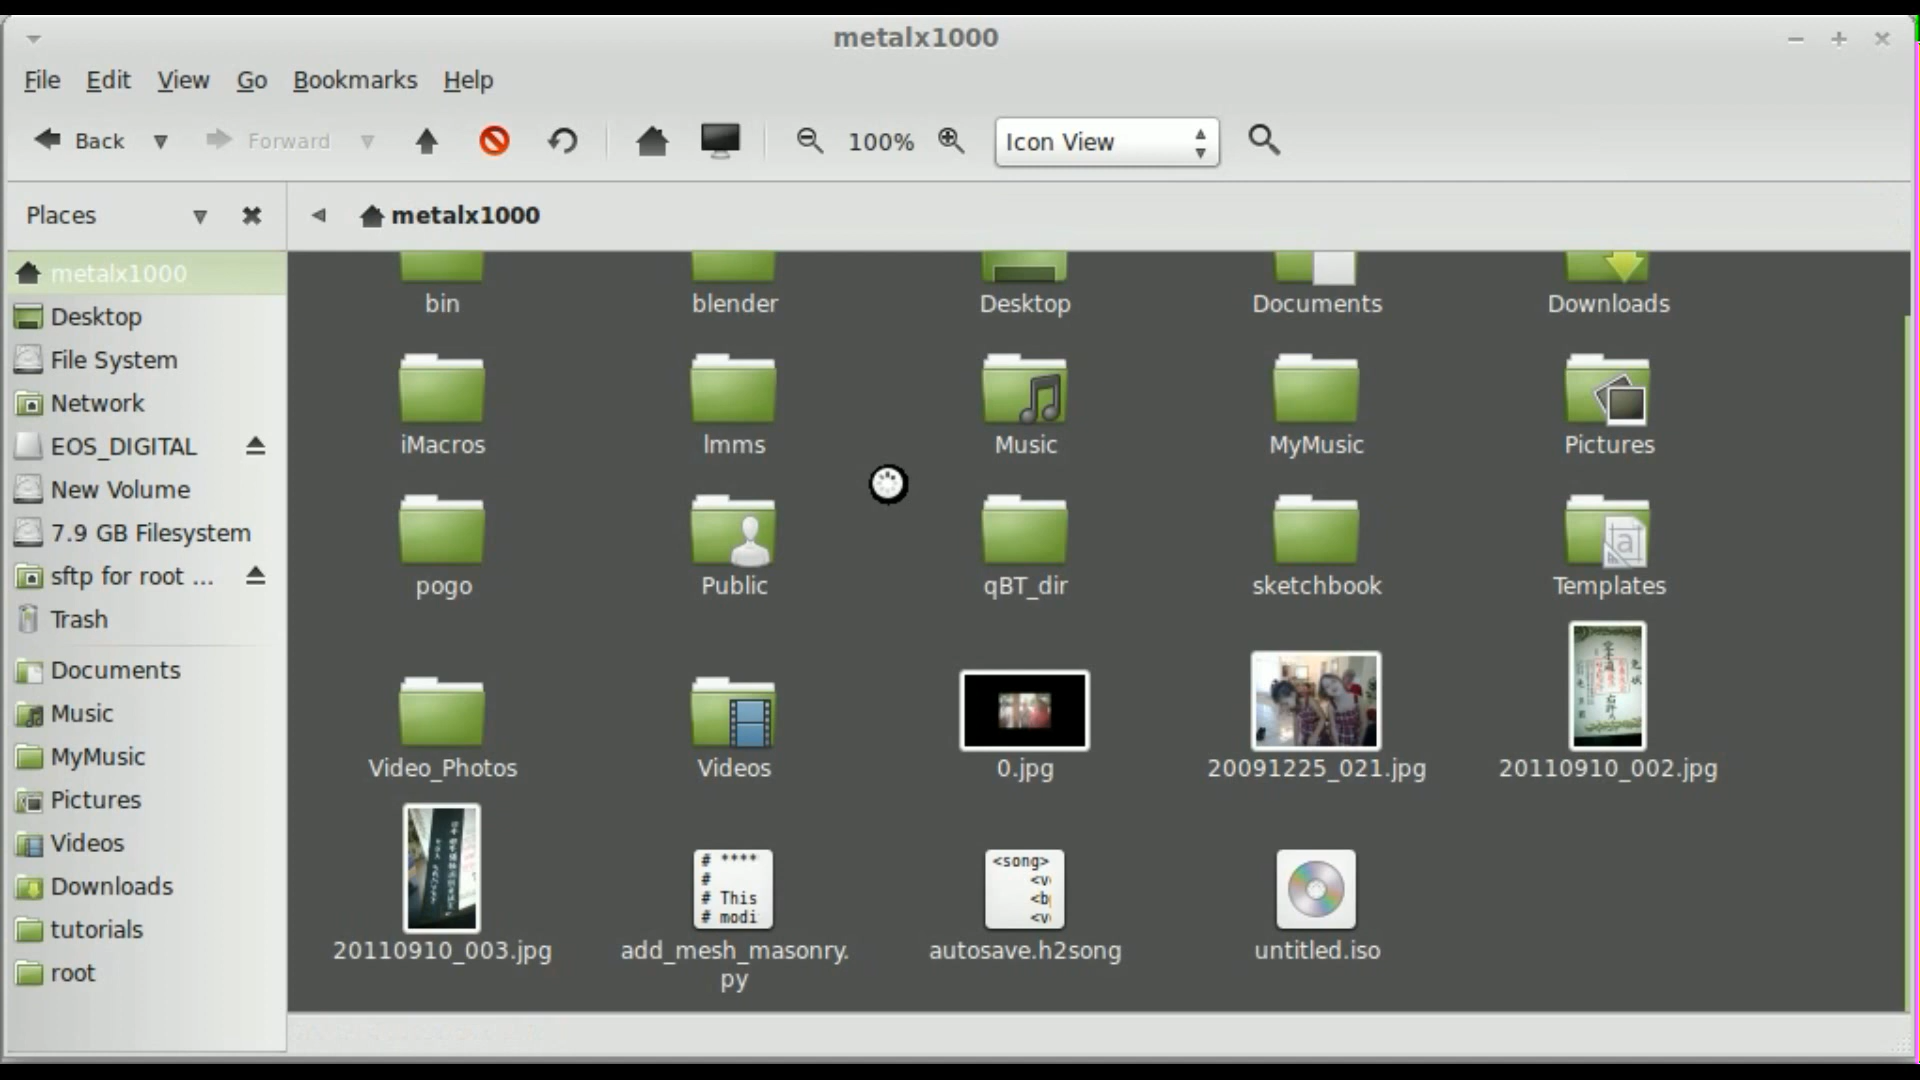 metalx1000
File Edit View Go Bookmarks Help
Back Forward 100% Icon View
Places
metalx1000
metalx1000
Desktop
File System
Network
EOS_DIGITAL
New Volume
7.9 GB Filesystem
sftp for root ...
Trash
Documents
Music
MyMusic
Pictures
Videos
Downloads
tutorials
root
bin blender Desktop Documents Downloads
iMacros lmms Music MyMusic Pictures
pogo Public qBT_dir sketchbook Templates
Video_Photos Videos 0.jpg 20091225_021.jpg 20110910_002.jpg
# ****
#
# This
# modi
<song>
<v
<b
<v
20110910_003.jpg add_mesh_masonry. autosave.h2song untitled.iso
py